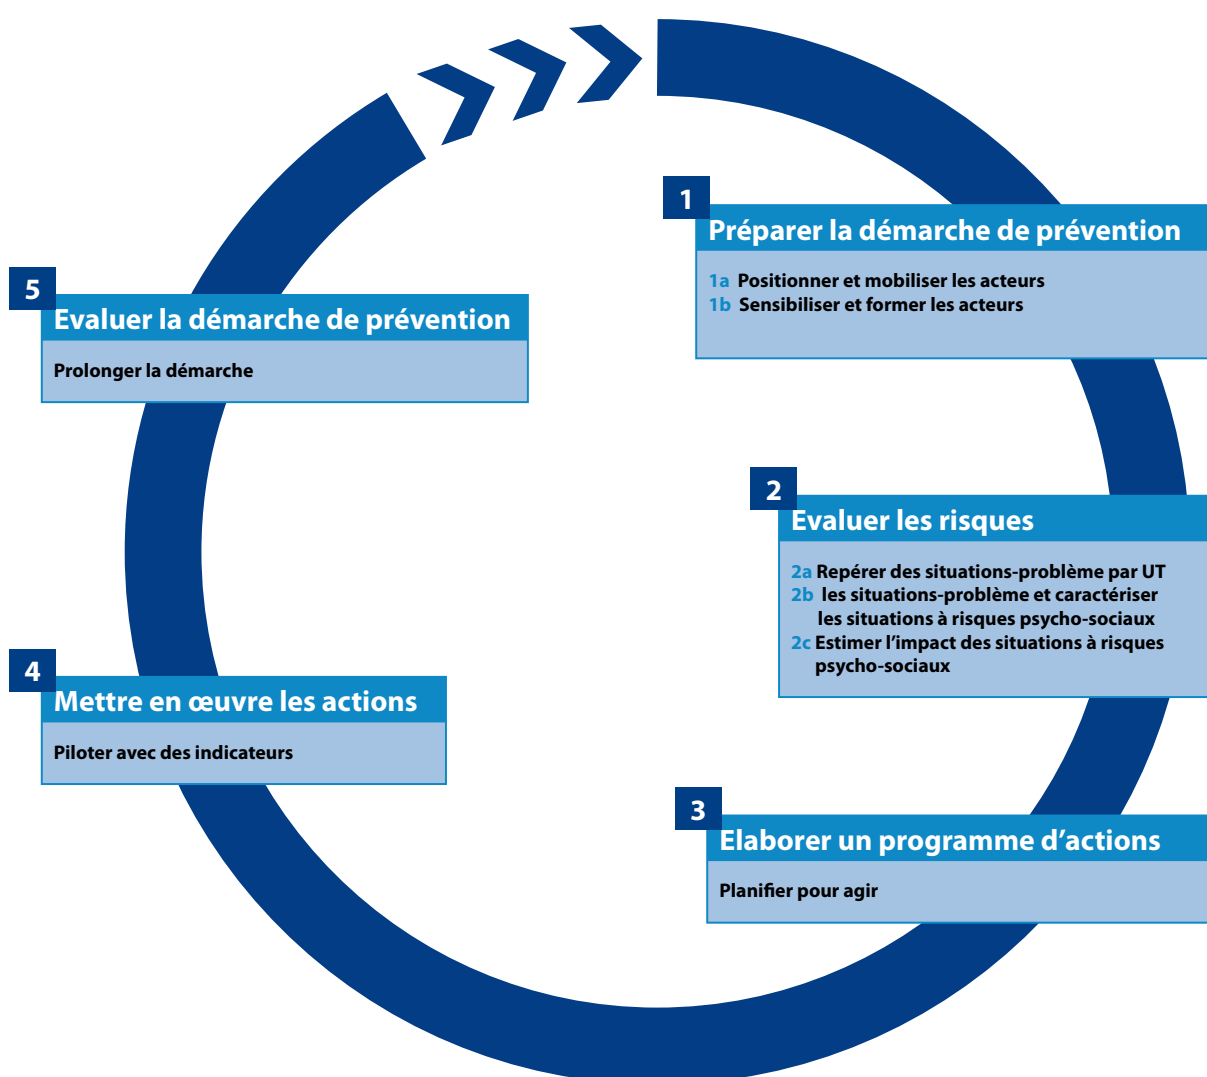 1
Préparer la démarche de prévention
1a Positionner et mobiliser les acteurs
1b Sensibiliser et former les acteurs
2
Evaluer les risques
2a Repérer des situations-problème par UT
2b les situations-problème et caractériser
les situations à risques psycho-sociaux
2c Estimer l’impact des situations à risques
psycho-sociaux
3
Elaborer un programme d’actions
Planifier pour agir
4
Mettre en œuvre les actions
Piloter avec des indicateurs
5
Evaluer la démarche de prévention
Prolonger la démarche